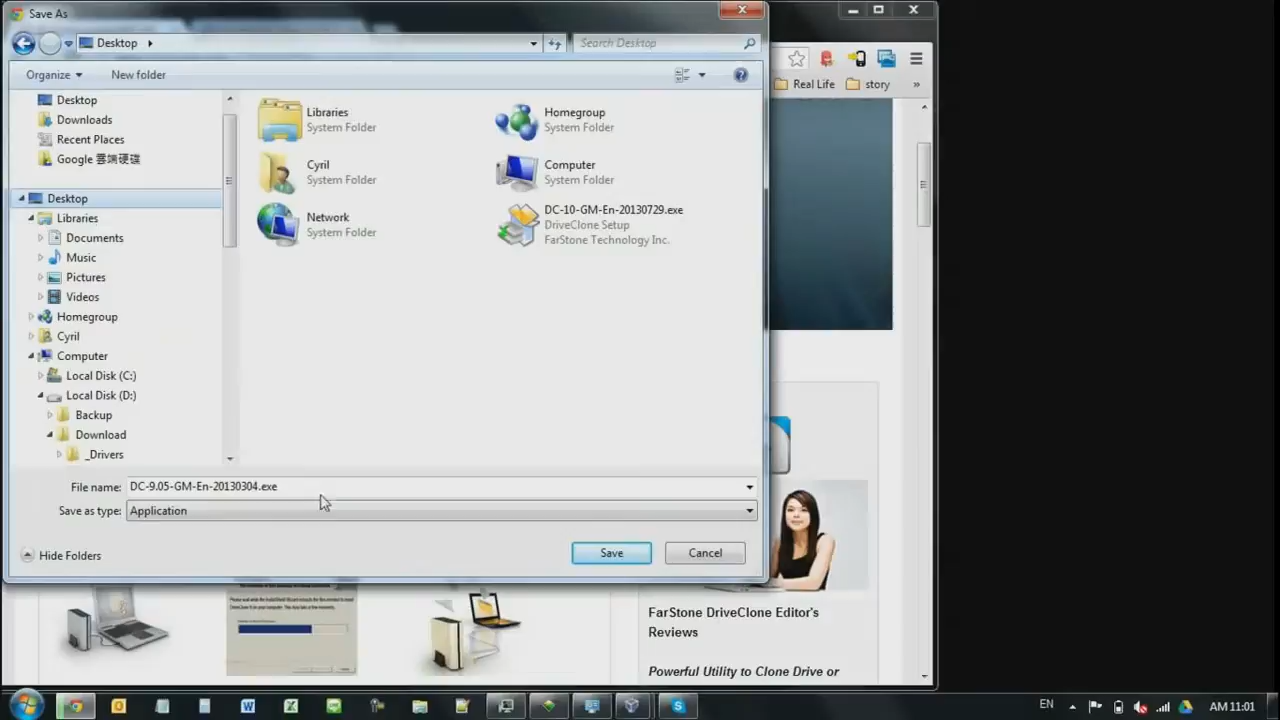 Save As
Desktop
Search Desktop
Organize
New folder
Real Life
story
»
Desktop
Downloads
Recent Places
Google 雲端硬碟
Desktop
Libraries
Documents
Music
Pictures
Videos
Homegroup
Cyril
Computer
Local Disk (C:)
Local Disk (D:)
Backup
Download
_Drivers
Libraries
System Folder
Homegroup
System Folder
Cyril
System Folder
Computer
System Folder
Network
System Folder
DC-10-GM-En-20130729.exe
DriveClone Setup
FarStone Technology Inc.
File name: DC-9.05-GM-En-20130304.exe
Save as type: Application
Hide Folders
Save
Cancel
FarStone DriveClone Editor's
Reviews
Powerful Utility to Clone Drive or
EN
AM 11:01